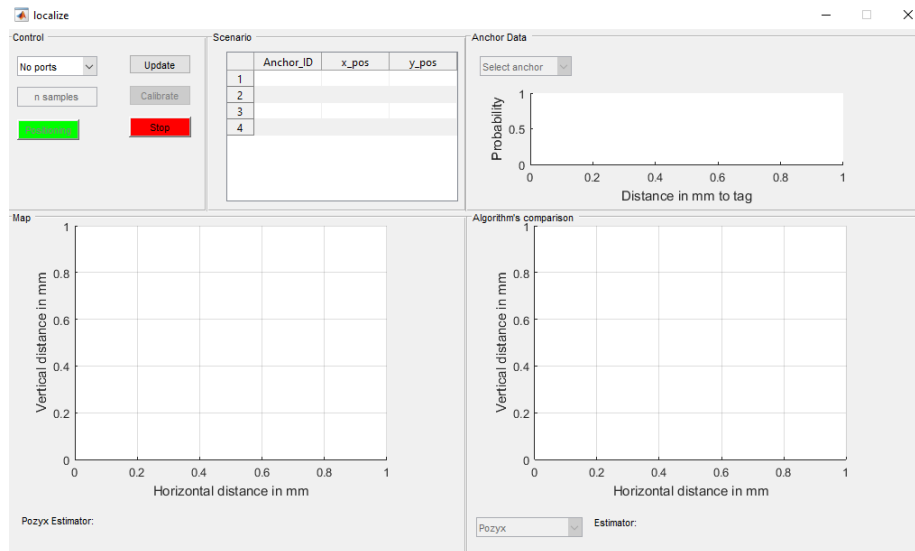 localize
Control
No ports
Update
n samples
Calibrate
Positioning
Stop
Scenario
Anchor_ID x_pos y_pos
1
2
3
4
Anchor Data
Select anchor
Probability
1
0.5
0
0 0.2 0.4 0.6 0.8 1
Distance in mm to tag
Map
Vertical distance in mm
1
0.8
0.6
0.4
0.2
0
0 0.2 0.4 0.6 0.8 1
Horizontal distance in mm
Pozyx Estimator:
Algorithm's comparison
Vertical distance in mm
1
0.8
0.6
0.4
0.2
0
0 0.2 0.4 0.6 0.8 1
Horizontal distance in mm
Pozyx
Estimator: